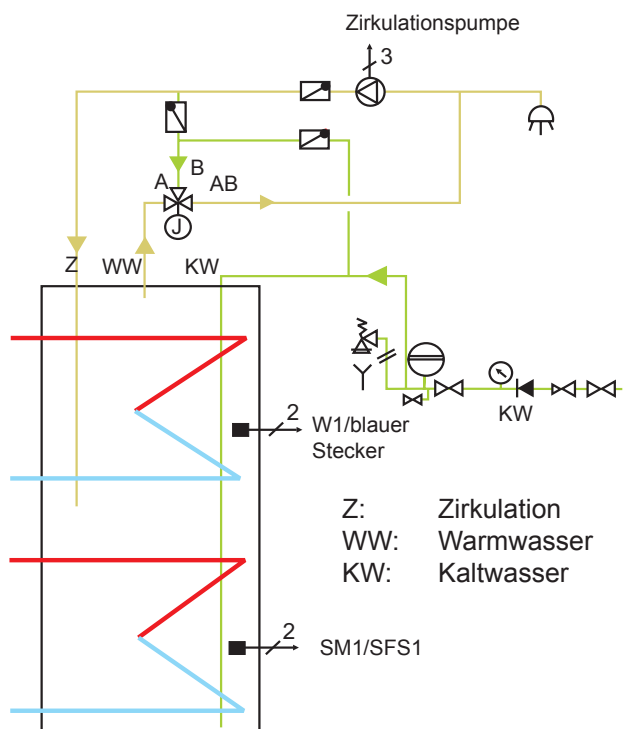 Zirkulationspumpe
3
B
A
AB
J
Z
WW
KW
KW
2
W1/blauer
Stecker
Z: Zirkulation
WW: Warmwasser
KW: Kaltwasser
2
SM1/SFS1